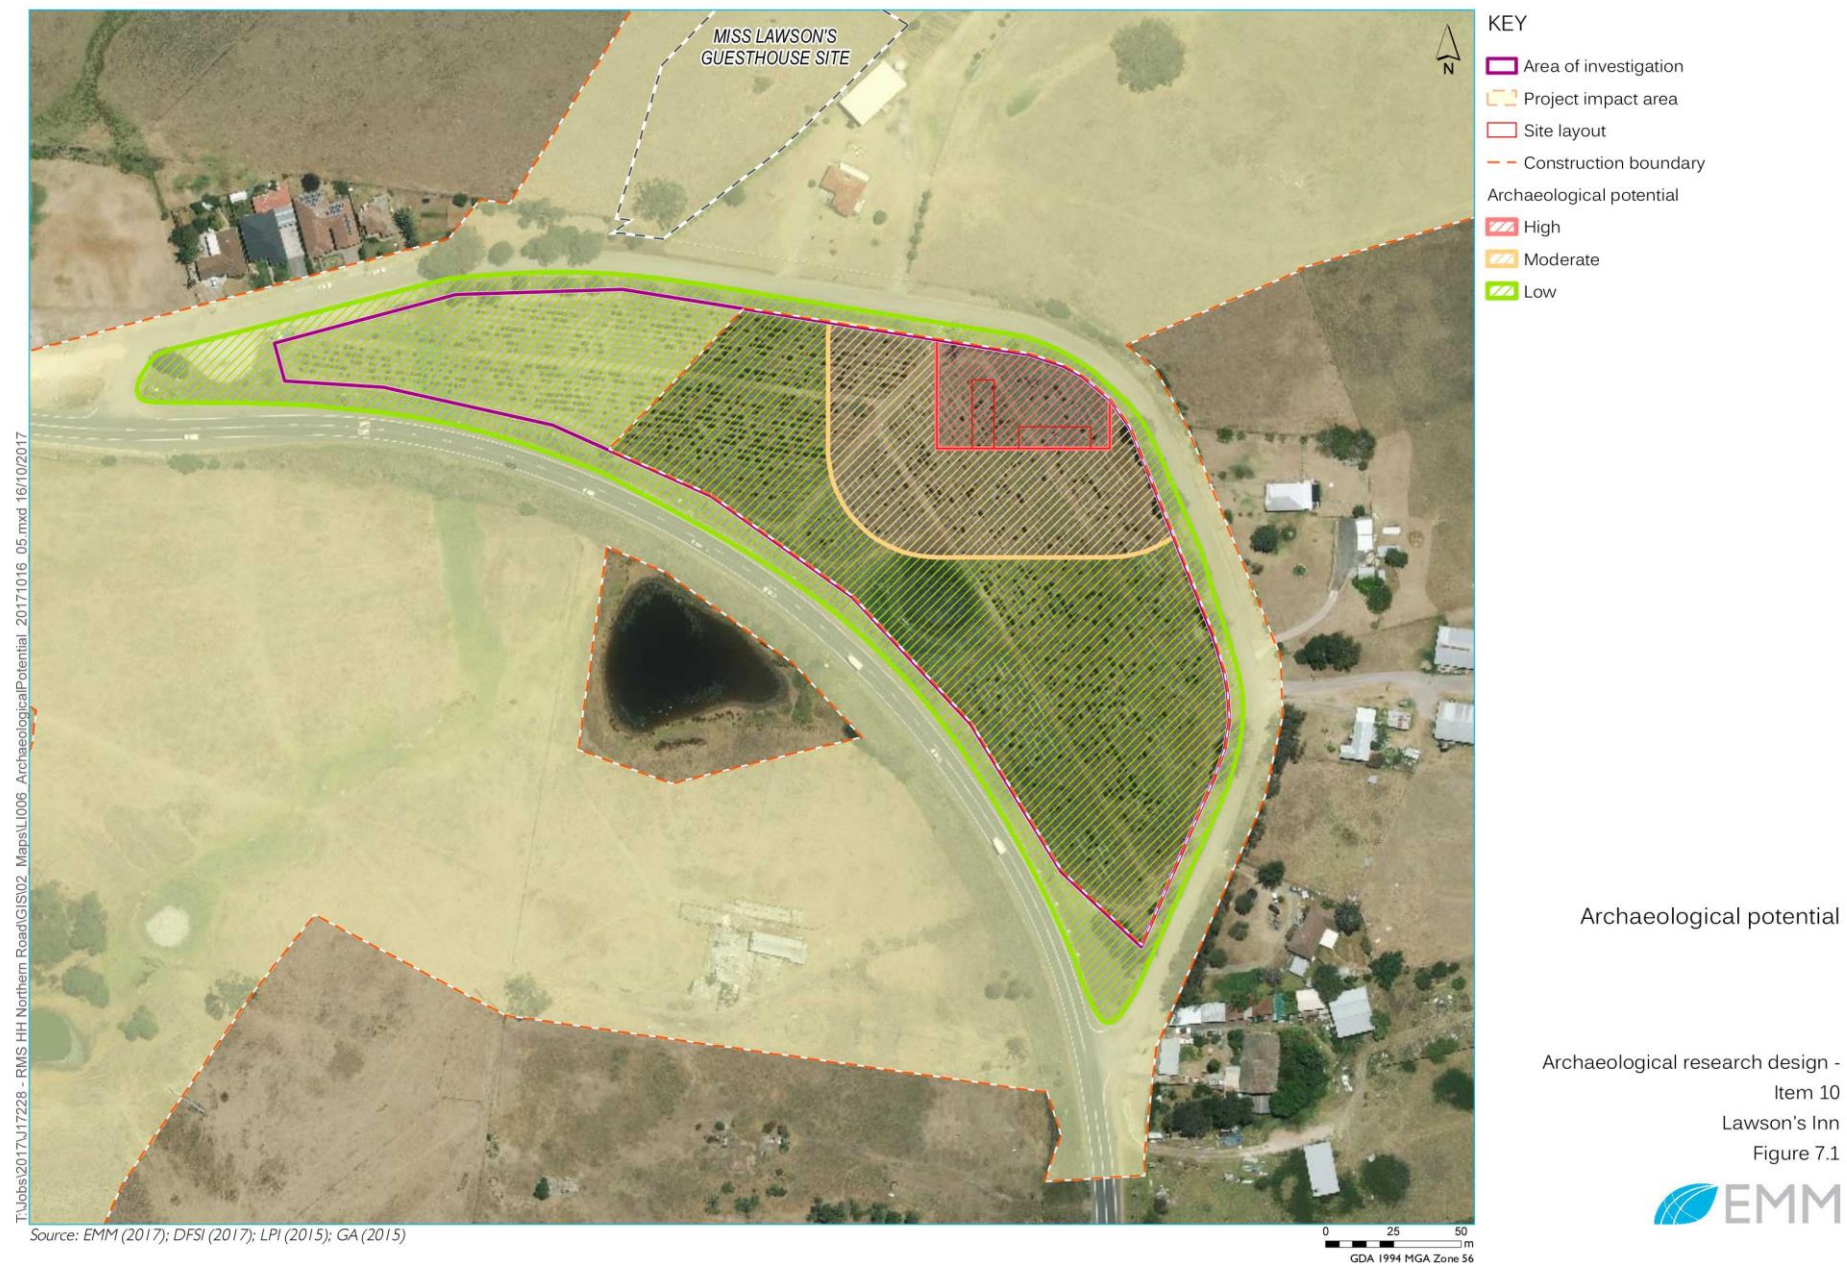 MISS LAWSON'S
GUESTHOUSE SITE
N
KEY
Area of investigation
Project impact area
Site layout
Construction boundary
Archaeological potential
High
Moderate
Low
T:\Jobs\2017\J17228 - RMS HH Northern Road\GIS\02_Maps\LI006_ArchaeologicalPotential_20171016_05.mxd 16/10/2017
Archaeological potential
Archaeological research design -
Item 10
Lawson's Inn
Figure 7.1
EMM
Source: EMM (2017); DFSI (2017); LPI (2015); GA (2015)
0 25 50
m
GDA 1994 MGA Zone 56